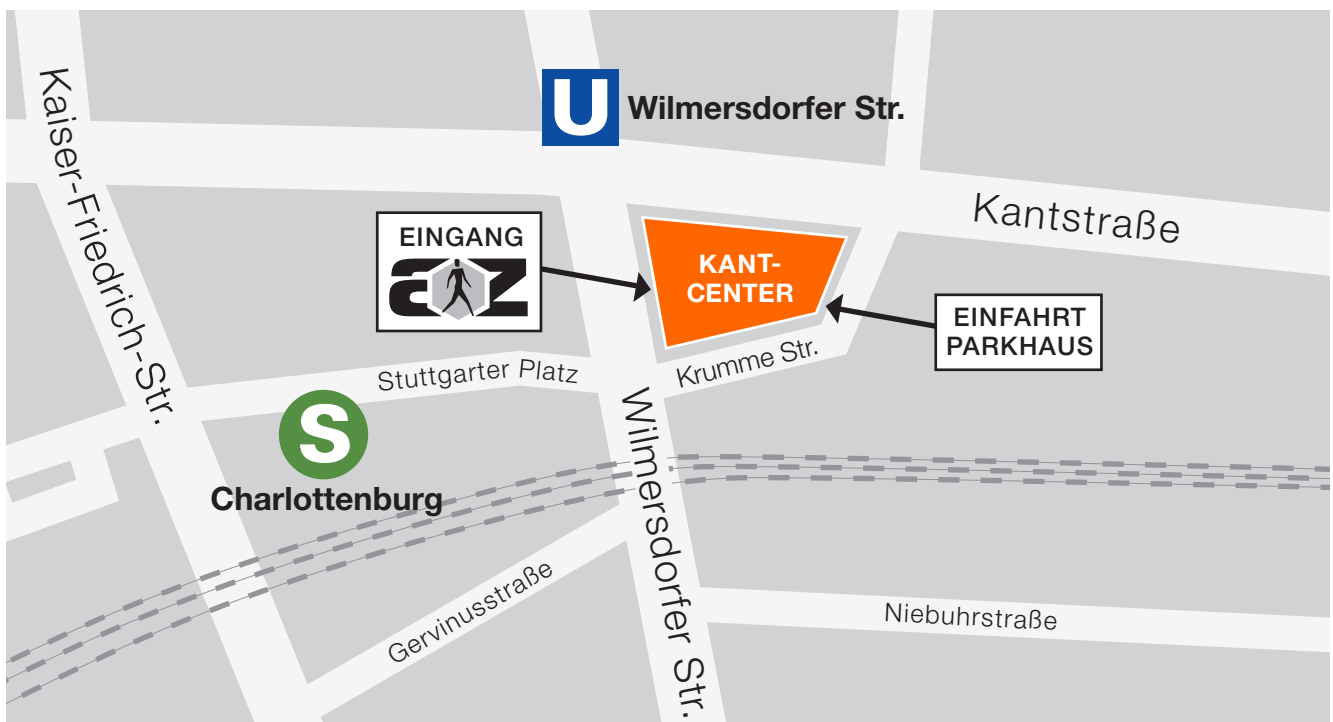 U Wilmersdorfer Str.
Kaiser-Friedrich-Str.
Kantstraße
EINGANG
az
KANT-
CENTER
EINFAHRT
PARKHAUS
Krumme Str.
Stuttgarter Platz
S
Charlottenburg
Wilmersdorfer Str.
Gervinusstraße
Niebuhrstraße